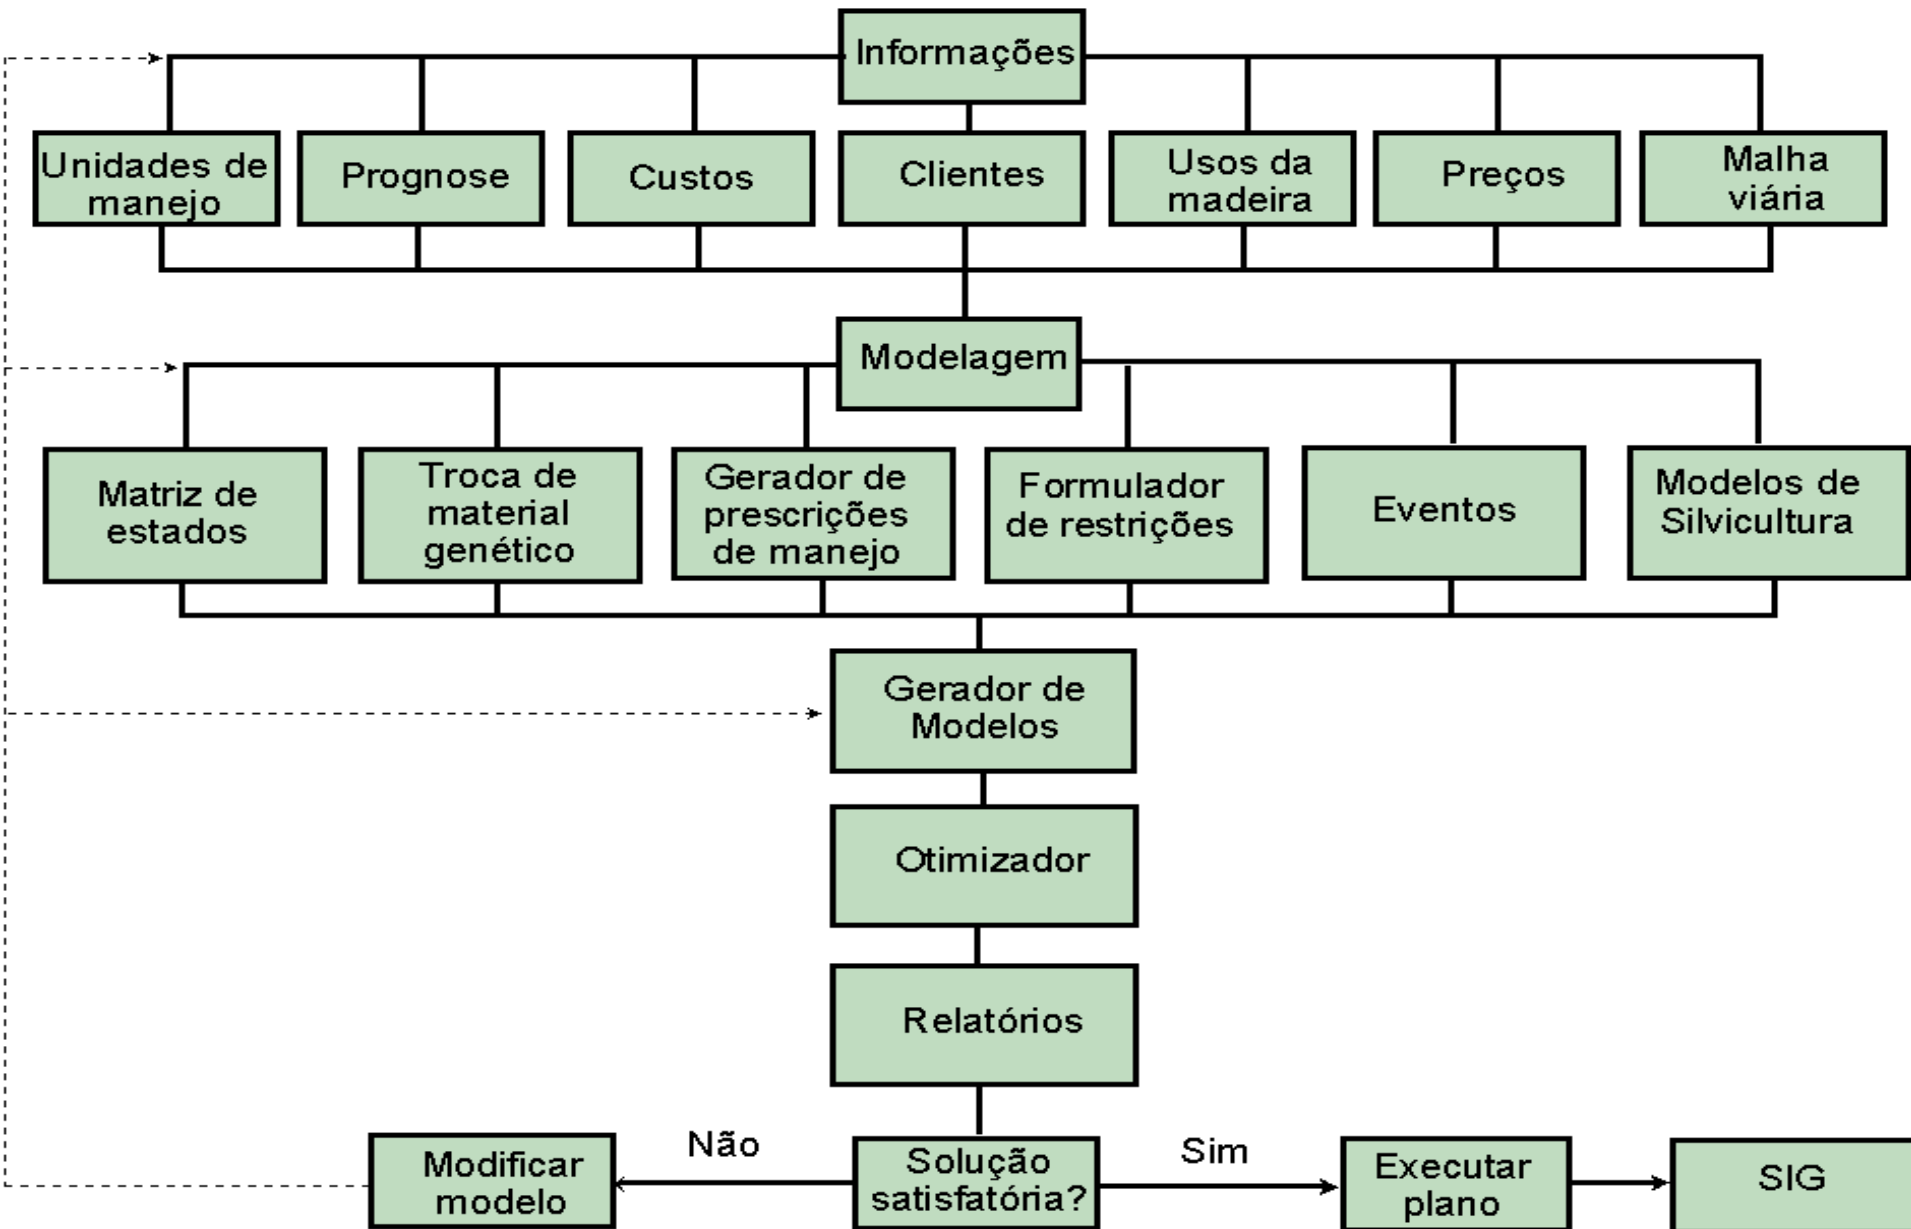 Informações
Unidades de
manejo
Prognose
Custos
Clientes
Usos da
madeira
Preços
Malha
viária
Modelagem
Matriz de
estados
Troca de
material
genético
Gerador de
prescrições
de manejo
Formulador
de restrições
Eventos
Modelos de
Silvicultura
Gerador de
Modelos
Otimizador
Relatórios
Modificar
modelo
Não
Solução
satisfatória?
Sim
Executar
plano
SIG